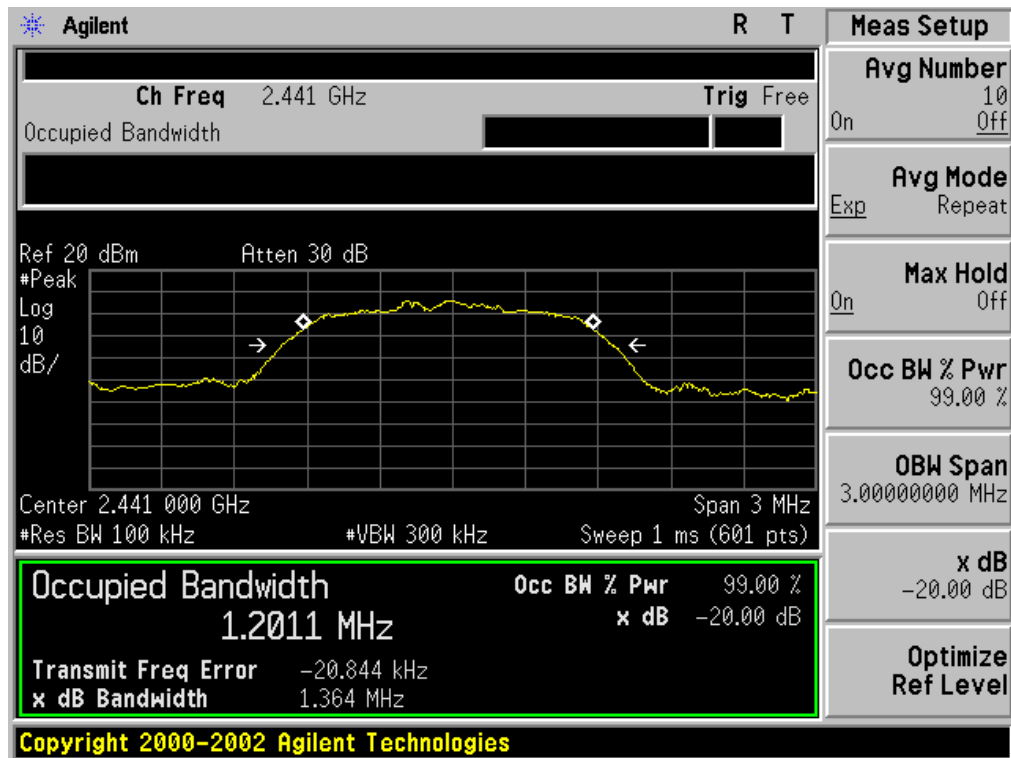 Agilent R T
Ch Freq 2.441 GHz Trig Free
Occupied Bandwidth
Ref 20 dBm Atten 30 dB
#Peak
Log
10
dB/
Center 2.441 000 GHz Span 3 MHz
#Res BW 100 kHz #VBW 300 kHz Sweep 1 ms (601 pts)
Occupied Bandwidth Occ BW % Pwr 99.00 %
1.2011 MHz x dB -20.00 dB
Transmit Freq Error -20.844 kHz
x dB Bandwidth 1.364 MHz
Copyright 2000-2002 Agilent Technologies
Meas Setup
Avg Number
10
On Off
Avg Mode
Exp Repeat
Max Hold
On Off
Occ BW % Pwr
99.00 %
OBW Span
3.00000000 MHz
x dB
-20.00 dB
Optimize
Ref Level